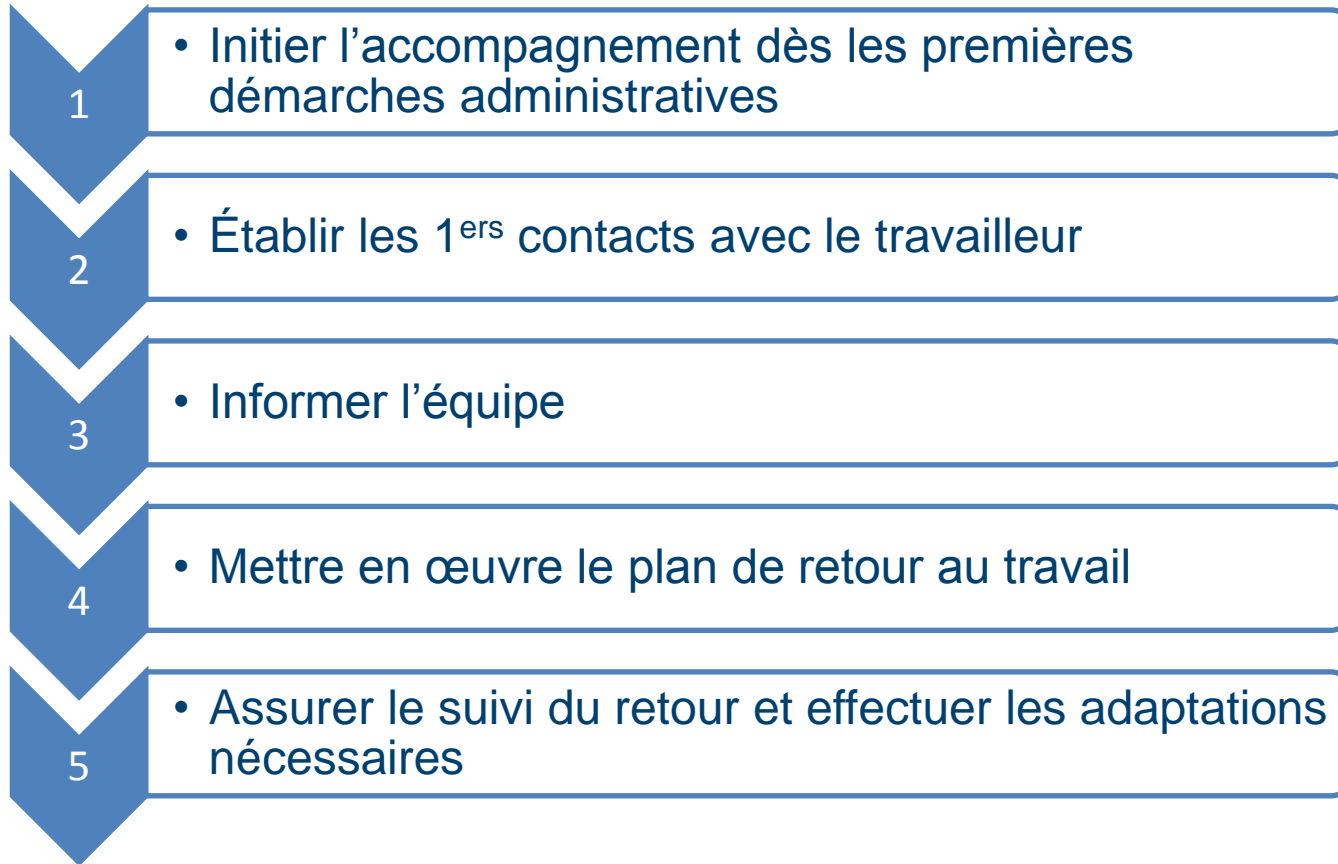 1
• Initier l’accompagnement dès les premières
démarches administratives
2
• Établir les 1ers contacts avec le travailleur
3
• Informer l’équipe
4
• Mettre en œuvre le plan de retour au travail
5
• Assurer le suivi du retour et effectuer les adaptations
nécessaires